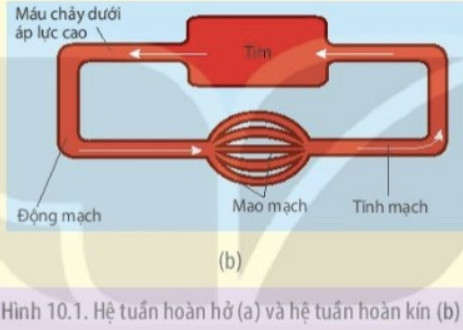 Máu chảy dưới
áp lực cao
Tim
Động mạch
Mao mạch
Tĩnh mạch
(b)
Hình 10.1. Hệ tuần hoàn hở (a) và hệ tuần hoàn kín (b)